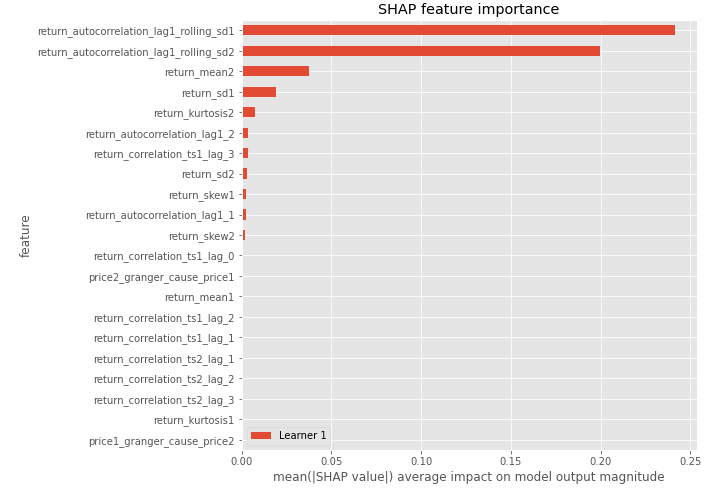 SHAP feature importance
return_autocorrelation_lag1_rolling_sd1
return_autocorrelation_lag1_rolling_sd2
return_mean2
return_sd1
return_kurtosis2
return_autocorrelation_lag1_2
return_correlation_ts1_lag_3
return_sd2
return_skew1
return_autocorrelation_lag1_1
return_skew2
return_correlation_ts1_lag_0
price2_granger_cause_price1
return_mean1
return_correlation_ts1_lag_2
return_correlation_ts1_lag_1
return_correlation_ts2_lag_1
return_correlation_ts2_lag_2
return_correlation_ts2_lag_3
return_kurtosis1
price1_granger_cause_price2
feature
Learner 1
0.00 0.05 0.10 0.15 0.20 0.25
mean(|SHAP value|) average impact on model output magnitude